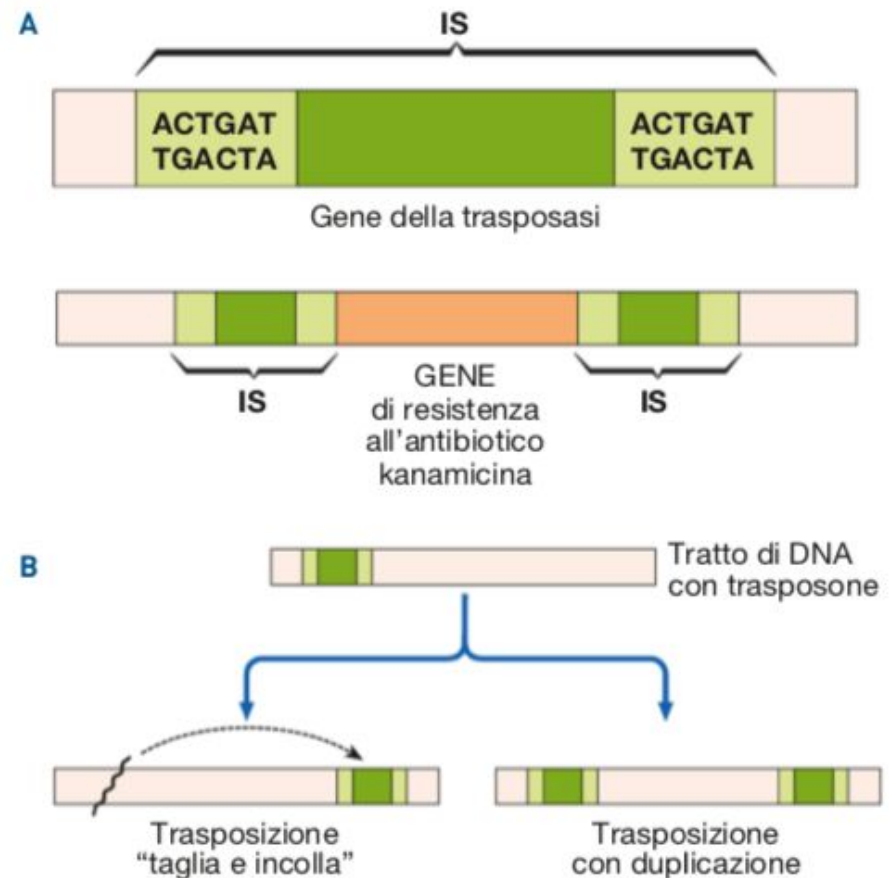 A
IS
ACTGAT
TGACTA
ACTGAT
TGACTA
Gene della trasposasi
IS
GENE
di resistenza
all'antibiotico
kanamicina
IS
B
Tratto di DNA
con trasposone
Trasposizione
“taglia e incolla”
Trasposizione
con duplicazione